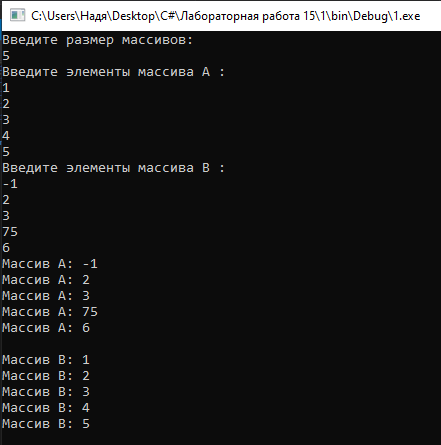 C:\Users\Надя\Desktop\C#\Лабораторная работа 15\1\bin\Debug\1.exe
Введите размер массивов:
5
Введите элементы массива А :
1
2
3
4
5
Введите элементы массива В :
-1
2
3
75
6
Массив А: -1
Массив А: 2
Массив А: 3
Массив А: 75
Массив А: 6
Массив В: 1
Массив В: 2
Массив В: 3
Массив В: 4
Массив В: 5